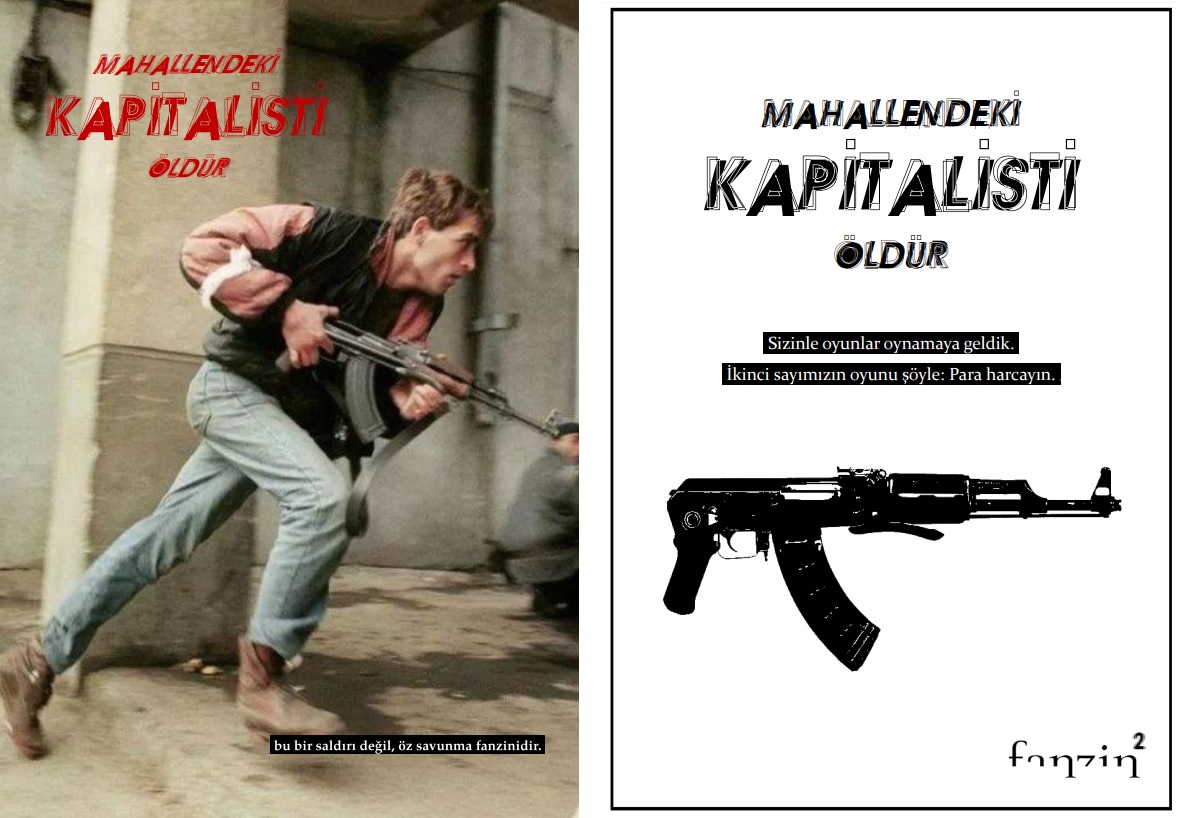 MAHALLENDEKİ
KAPİTALİSTİ
ÖLDÜR
bu bir saldırı değil, öz savunma fanzinidir.
MAHALLENDEKİ
KAPİTALİSTİ
ÖLDÜR
Sizinle oyunlar oynamaya geldik.
İkinci sayımızın oyunu şöyle: Para harcayın.
fanzin 2